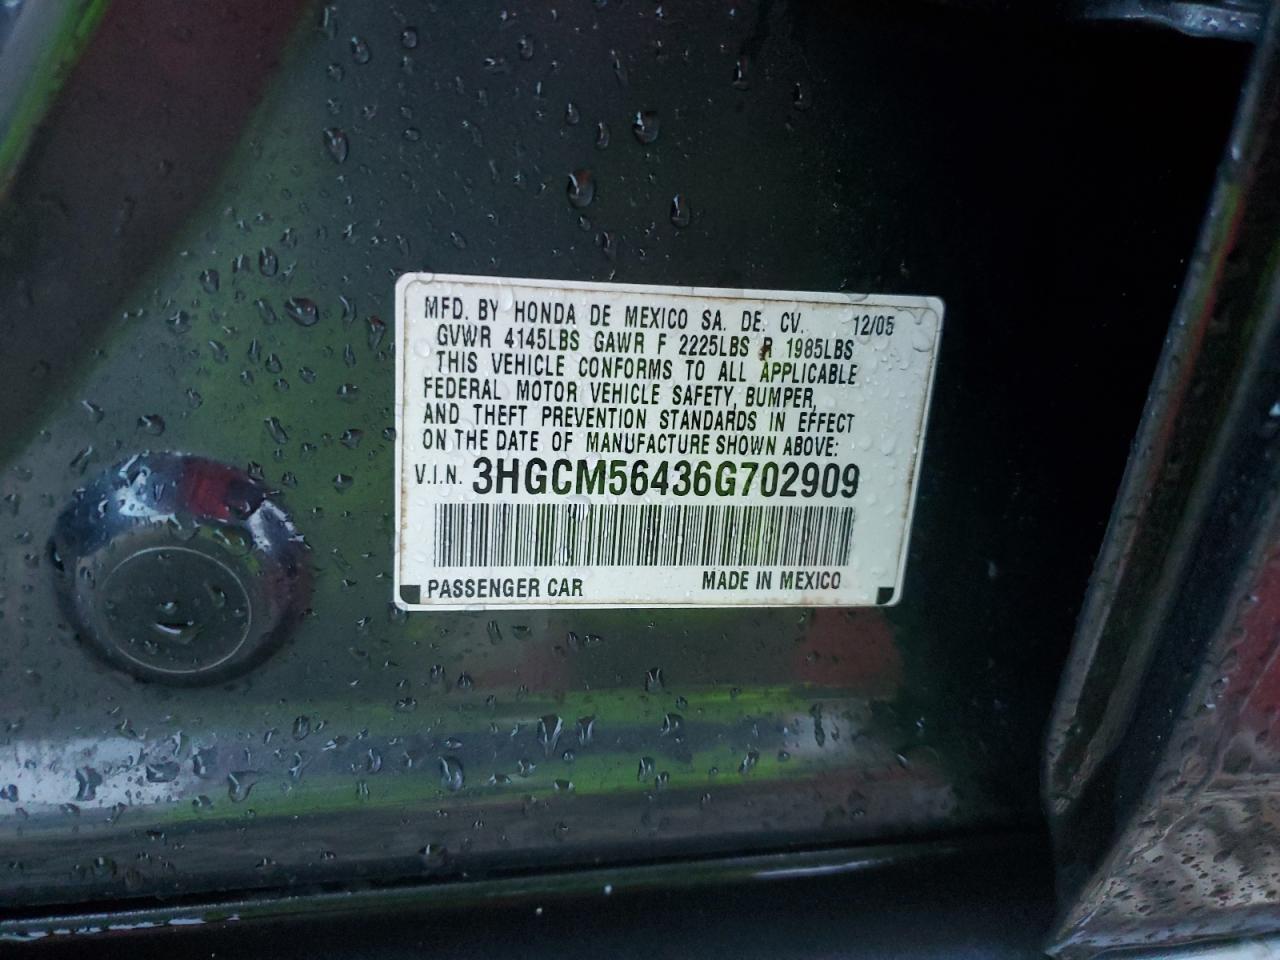 MFD. BY HONDA DE MEXICO SA. DE. CV. 12/05
GVWR 4145LBS GAWR F 2225LBS R 1985LBS
THIS VEHICLE CONFORMS TO ALL APPLICABLE
FEDERAL MOTOR VEHICLE SAFETY, BUMPER,
AND THEFT PREVENTION STANDARDS IN EFFECT
ON THE DATE OF MANUFACTURE SHOWN ABOVE:
V.I.N. 3HGCM56436G702909
PASSENGER CAR MADE IN MEXICO